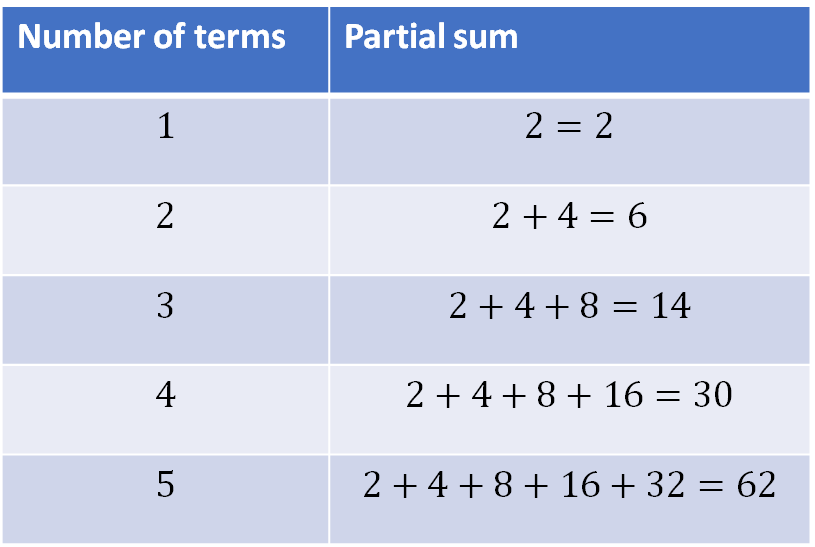 Number of terms Partial sum
1 2 = 2
2 2 + 4 = 6
3 2 + 4 + 8 = 14
4 2 + 4 + 8 + 16 = 30
5 2 + 4 + 8 + 16 + 32 = 62